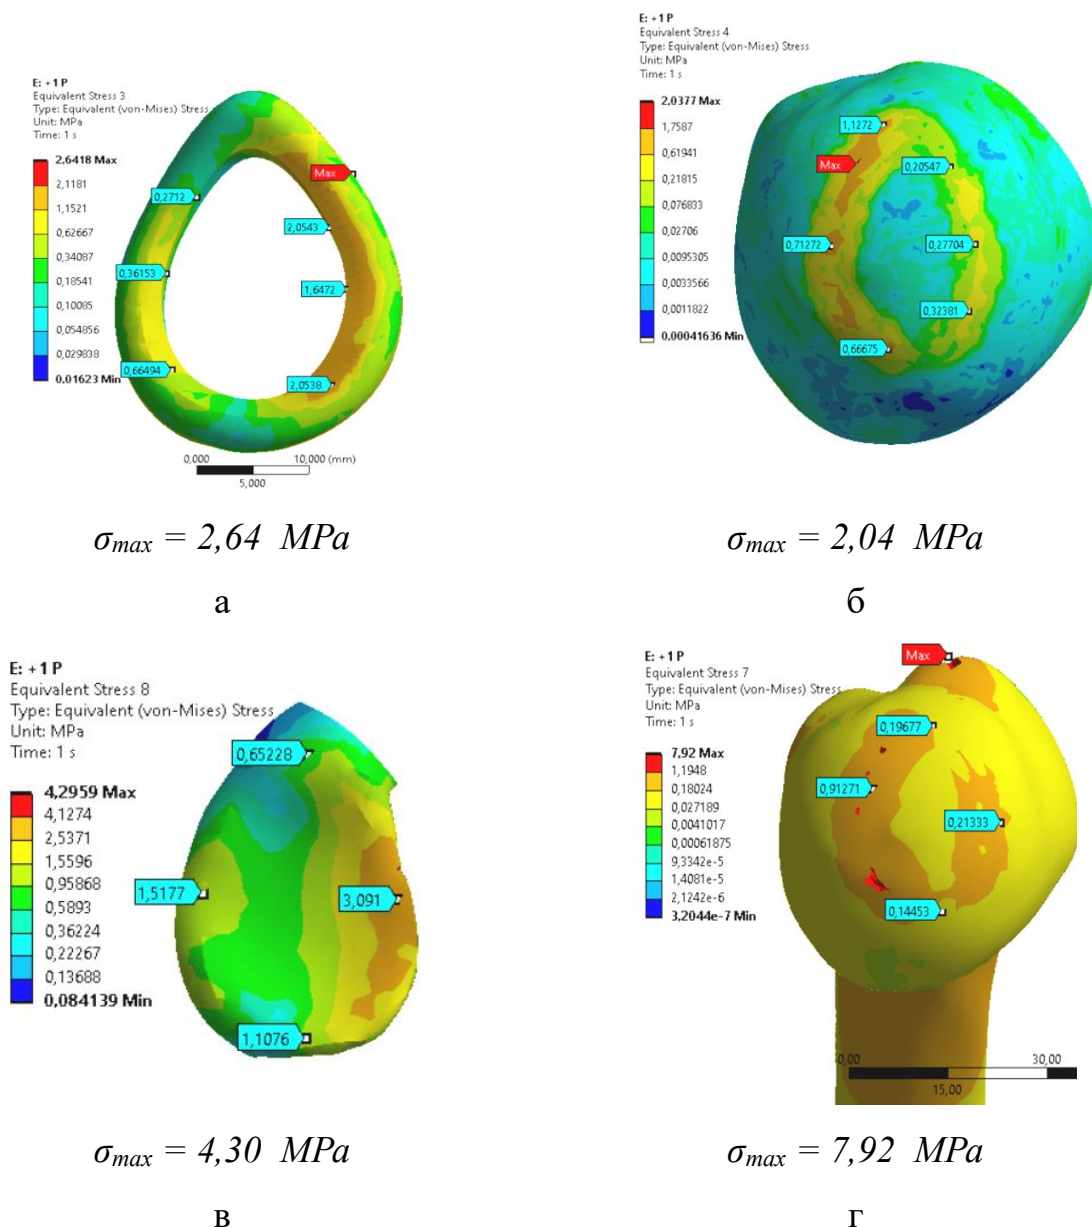 E: +1 P
Equivalent Stress 3
Type: Equivalent (von-Mises) Stress
Unit: MPa
Time: 1 s
2,6418 Max
2,1181
1,1521
0,62667
0,34087
0,18541
0,10085
0,054856
0,029838
0,01623 Min
Max
0,2712
2,0543
0,36153
1,6472
0,66494
2,0538
0,000
10,000 (mm)
5,000
E: +1 P
Equivalent Stress 4
Type: Equivalent (von-Mises) Stress
Unit: MPa
Time: 1 s
2,0377 Max
1,7587
0,61941
0,21815
0,076833
0,02706
0,0095305
0,0033566
0,0011822
0,00041636 Min
1,1272
Max
0,20547
0,71272
0,27704
0,32381
0,66675
σmax = 2,64 MPa
σmax = 2,04 MPa
а
б
E: +1 P
Equivalent Stress 8
Type: Equivalent (von-Mises) Stress
Unit: MPa
Time: 1 s
4,2959 Max
4,1274
2,5371
1,5596
0,95868
0,5893
0,36224
0,22267
0,13688
0,084139 Min
0,65228
1,5177
3,091
1,1076
E: +1 P
Equivalent Stress 7
Type: Equivalent (von-Mises) Stress
Unit: MPa
Time: 1 s
7,92 Max
1,1948
0,18024
0,027189
0,0041017
0,00061875
9,3342e-5
1,4081e-5
2,1242e-6
3,2044e-7 Min
Max
0,19677
0,91271
0,21333
0,14453
0,00
30,00
15,00
σmax = 4,30 MPa
σmax = 7,92 MPa
в
г